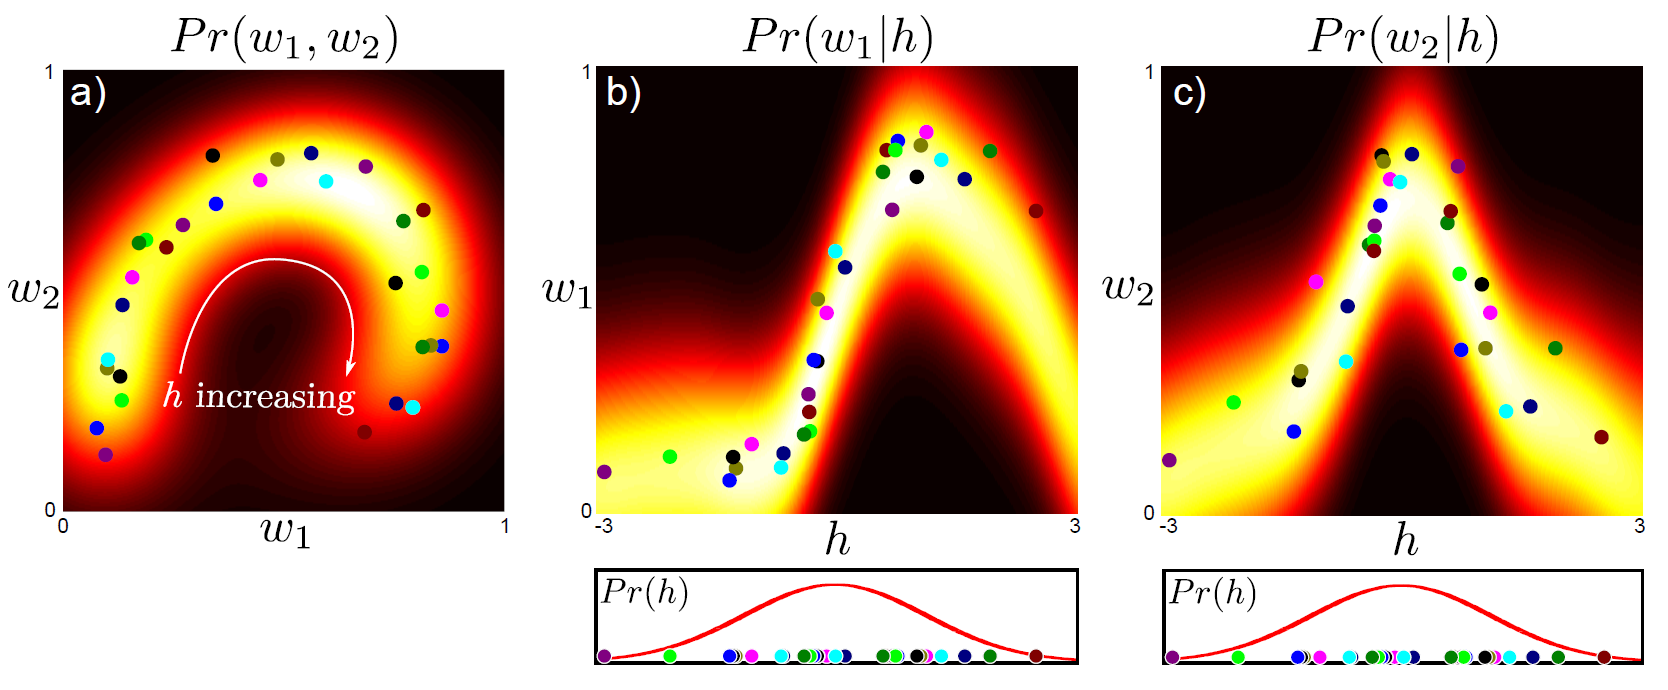 Pr(w₁, w₂)
Pr(w₁|h)
Pr(w₂|h)
a)
b)
c)
1
w₂
h increasing
0
0
w₁
1
1
w₁
0
-3
h
3
1
w₂
0
-3
h
3
Pr(h)
Pr(h)